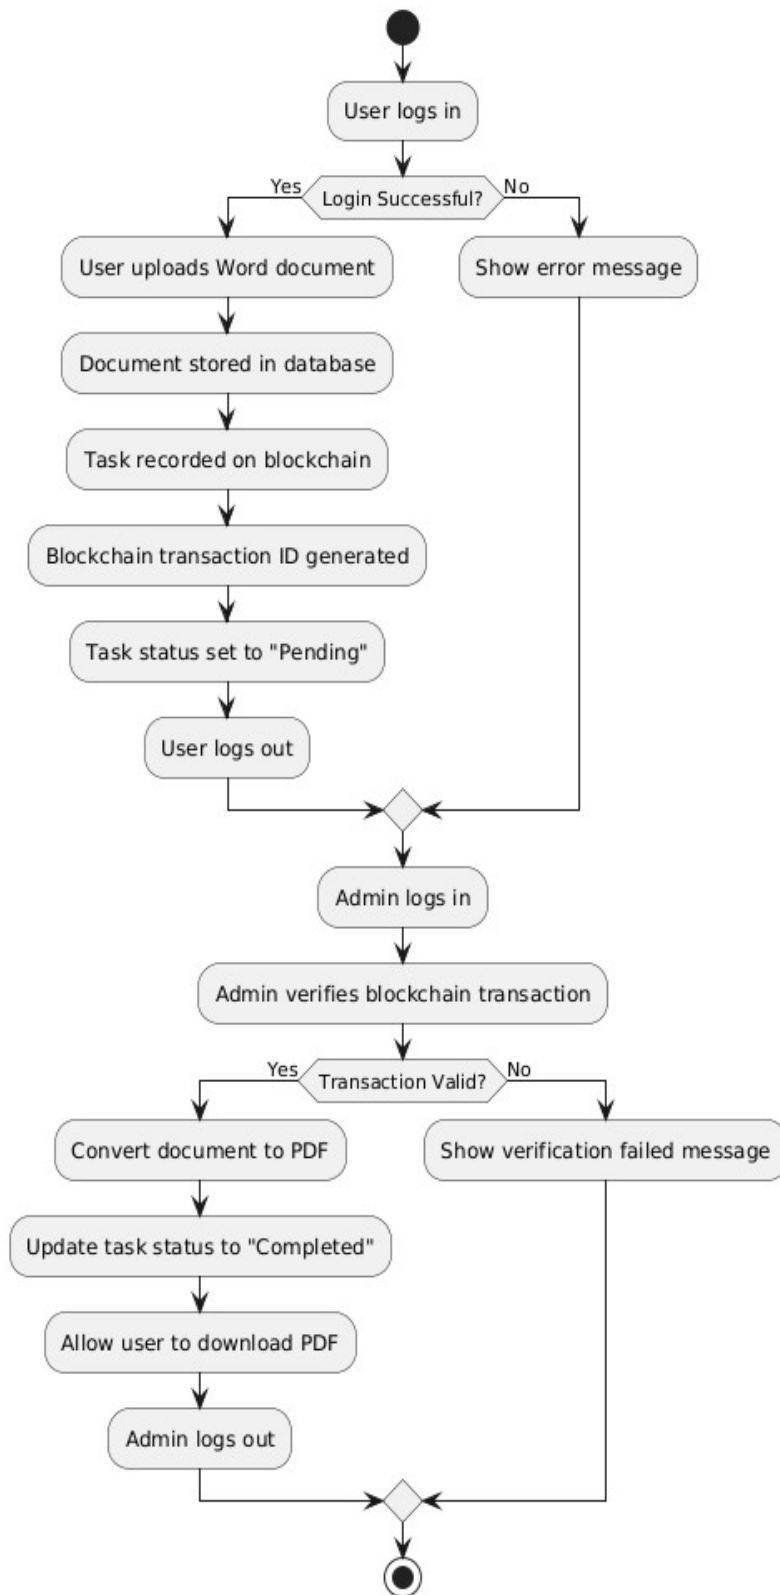 User logs in
Yes
Login Successful?
No
User uploads Word document
Show error message
Document stored in database
Task recorded on blockchain
Blockchain transaction ID generated
Task status set to "Pending"
User logs out
Admin logs in
Admin verifies blockchain transaction
Yes
Transaction Valid?
No
Convert document to PDF
Show verification failed message
Update task status to "Completed"
Allow user to download PDF
Admin logs out